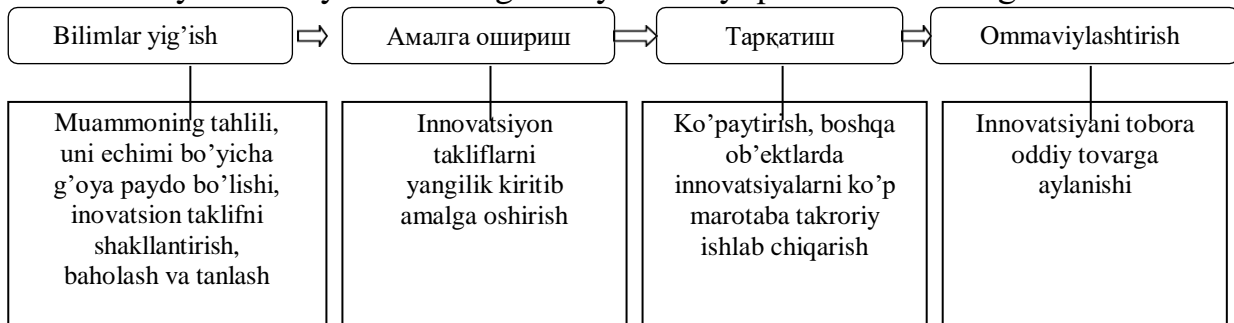 Bilimlar yig’ish
Амалга ошириш
Тарқатиш
Ommaviylashtirish
Muammoning tahlili,
uni echimi bo’yicha
g’oya paydo bo’lishi,
inovatsion taklifni
shakllantirish,
baholash va tanlash
Innovatsiyon
takliflarni
yangilik kiritib
amalga oshirish
Ko’paytirish, boshqa
ob’ektlarda
innovatsiyalarni ko’p
marotaba takroriy
ishlab chiqarish
Innovatsiyani tobora
oddiy tovarga
aylanishi